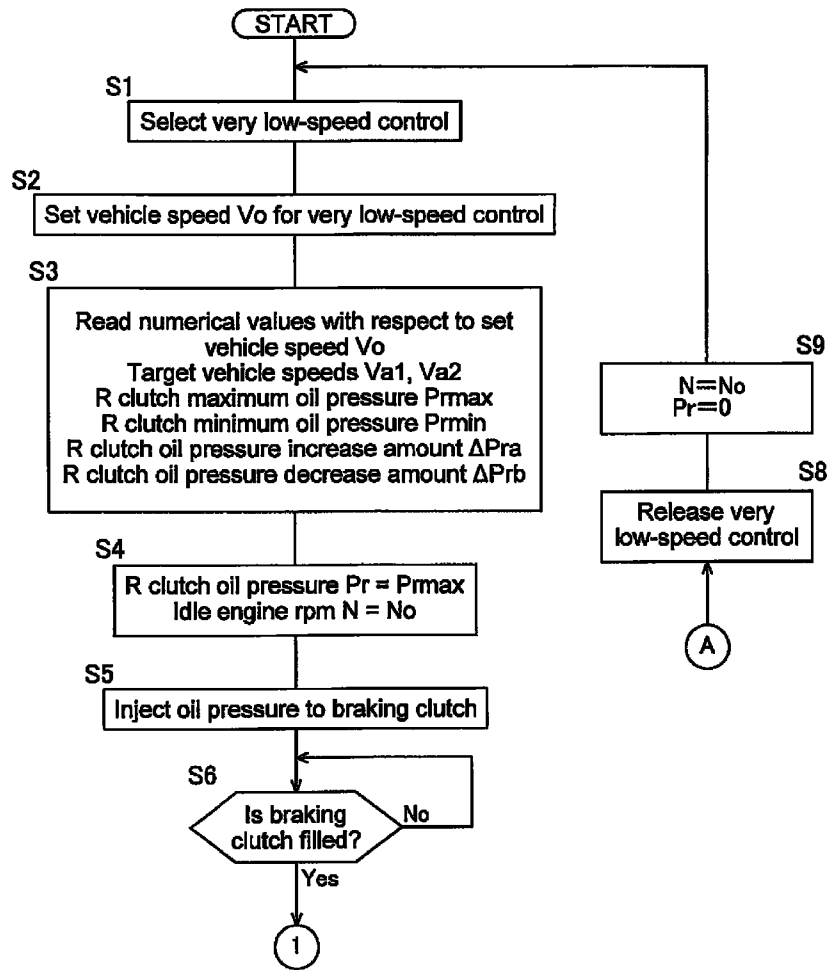 START
S1
Select very low-speed control
S2
Set vehicle speed Vo for very low-speed control
S3
Read numerical values with respect to set
vehicle speed Vo
Target vehicle speeds Va1, Va2
R clutch maximum oil pressure Prmax
R clutch minimum oil pressure Prmin
R clutch oil pressure increase amount ΔPra
R clutch oil pressure decrease amount ΔPrb
S4
R clutch oil pressure Pr = Prmax
Idle engine rpm N = No
S5
Inject oil pressure to braking clutch
S6
Is braking
clutch filled?
No
Yes
1
S9
N=No
Pr=0
S8
Release very
low-speed control
A